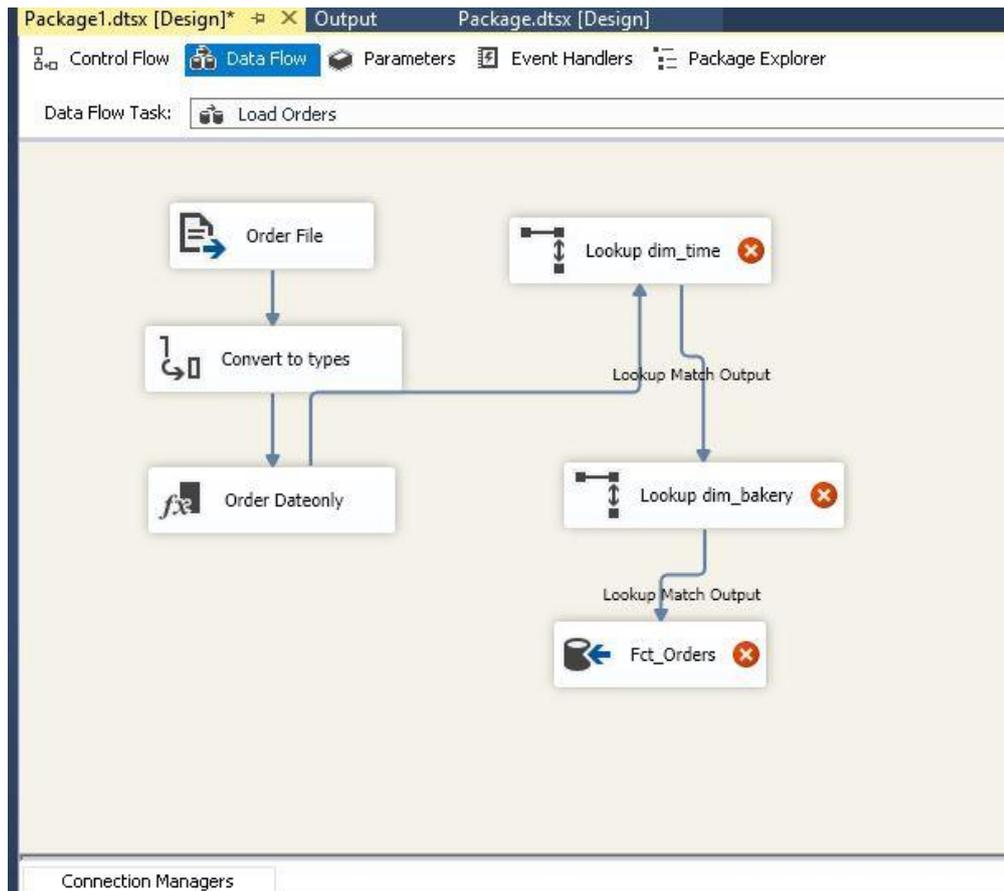 Package1.dtsx [Design]* Output Package.dtsx [Design]
Control Flow Data Flow Parameters Event Handlers Package Explorer
Data Flow Task: Load Orders
Order File
Convert to types
Order Dateonly
Lookup dim_time
Lookup Match Output
Lookup dim_bakery
Lookup Match Output
Fct_Orders
Connection Managers